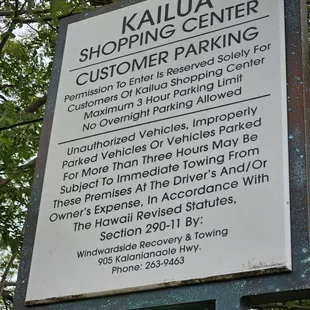 KAILUA
SHOPPING CENTER
CUSTOMER PARKING
Permission To Enter Is Reserved Solely For
Customers Of Kailua Shopping Center
Maximum 3 Hour Parking Limit
No Overnight Parking Allowed
Unauthorized Vehicles, Improperly
Parked Vehicles Or Vehicles Parked
For More Than Three Hours May Be
Subject To Immediate Towing From
These Premises At The Driver's And/Or
Owner's Expense, In Accordance With
The Hawaii Revised Statutes,
Section 290-11 By:
Windwardside Recovery & Towing
905 Kalanianaole Hwy.
Phone: 263-9463